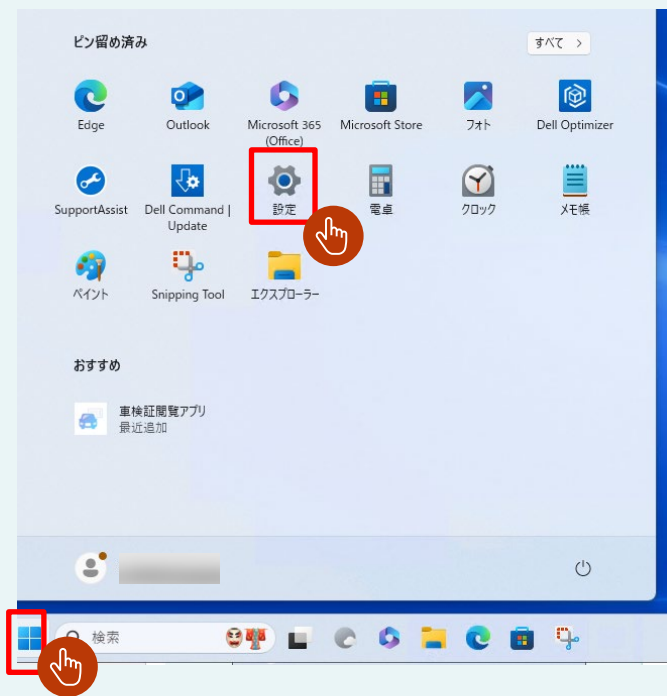 ピン留め済み
すべて >
Edge
Outlook
Microsoft 365
(Office)
Microsoft Store
フォト
Dell Optimizer
SupportAssist
Dell Command |
Update
設定
電卓
クロック
メモ帳
ペイント
Snipping Tool
エクスプローラー
おすすめ
車検証閲覧アプリ
最近追加
検索